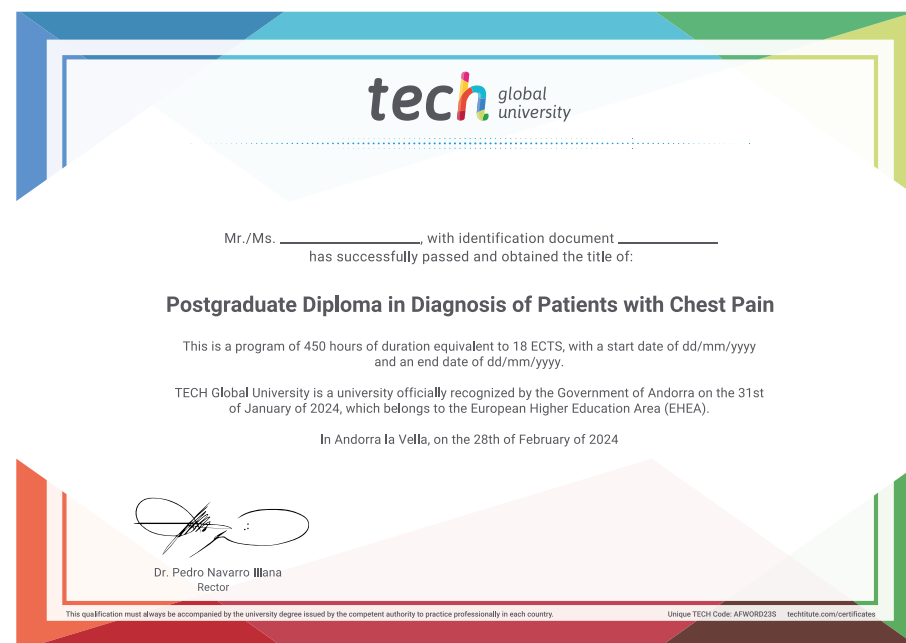 tech global
university
Mr./Ms. ____________, with identification document ____________
has successfully passed and obtained the title of:
Postgraduate Diploma in Diagnosis of Patients with Chest Pain
This is a program of 450 hours of duration equivalent to 18 ECTS, with a start date of dd/mm/yyyy
and an end date of dd/mm/yyyy.
TECH Global University is a university officially recognized by the Government of Andorra on the 31st
of January of 2024, which belongs to the European Higher Education Area (EHEA).
In Andorra la Vella, on the 28th of February of 2024
Dr. Pedro Navarro Illana
Rector
This qualification must always be accompanied by the university degree issued by the competent authority to practice professionally in each country. Unique TECH Code: AFWORD23S techtitute.com/certificates